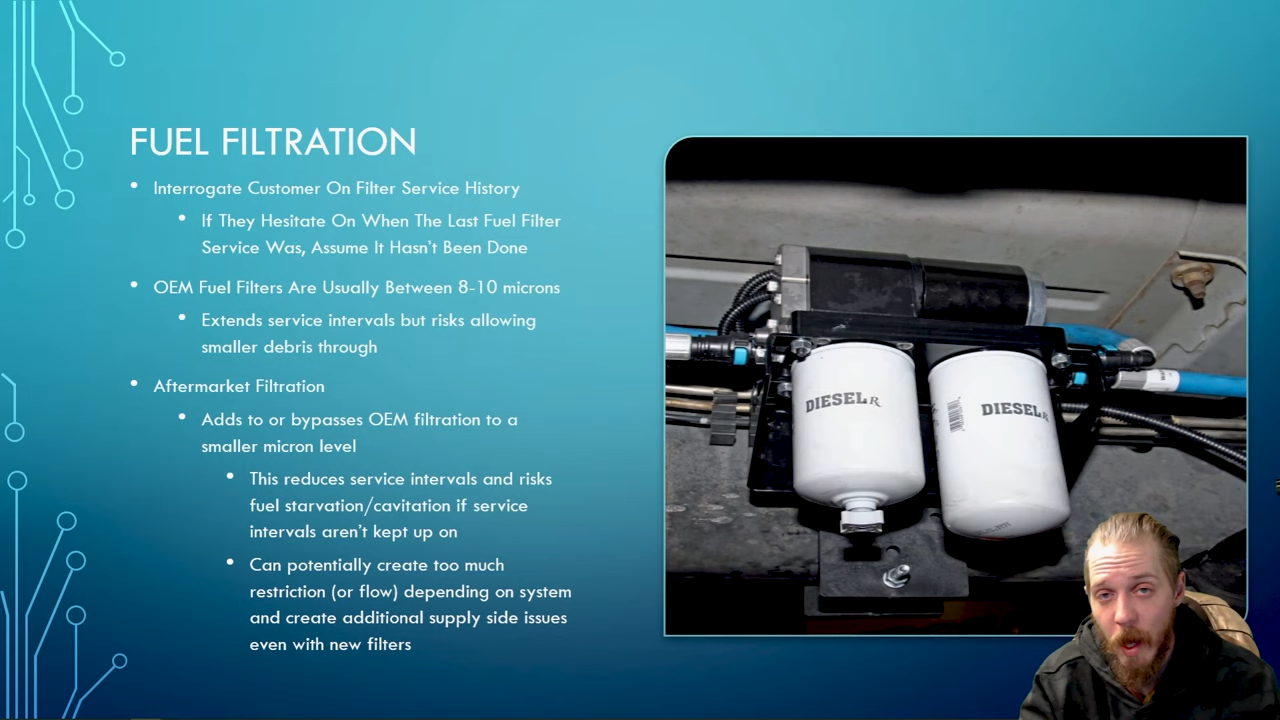 FUEL FILTRATION
• Interrogate Customer On Filter Service History
• If They Hesitate On When The Last Fuel Filter
Service Was, Assume It Hasn't Been Done
• OEM Fuel Filters Are Usually Between 8-10 microns
• Extends service intervals but risks allowing
smaller debris through
• Aftermarket Filtration
• Adds to or bypasses OEM filtration to a
smaller micron level
• This reduces service intervals and risks
fuel starvation/cavitation if service
intervals aren't kept up on
• Can potentially create too much
restriction (or flow) depending on system
and create additional supply side issues
even with new filters
DIESELR
DIESELR